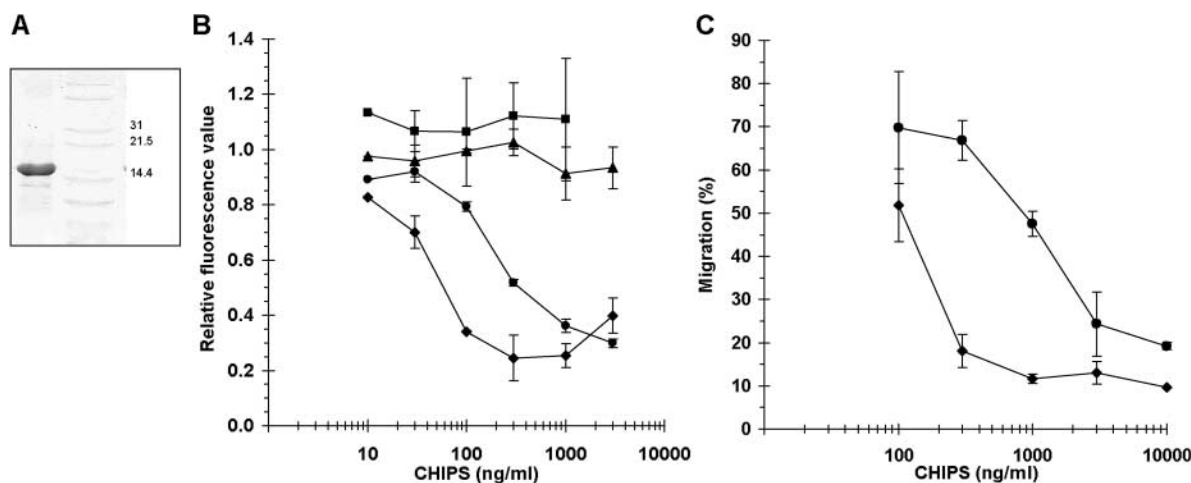 A
31
21.5
14.4
B
Relative fluorescence value
1.4
1.2
1.0
0.8
0.6
0.4
0.2
0.0
10 100 1000 10000
CHIPS (ng/ml)
C
Migration (%)
90
80
70
60
50
40
30
20
10
0
100 1000 10000
CHIPS (ng/ml)